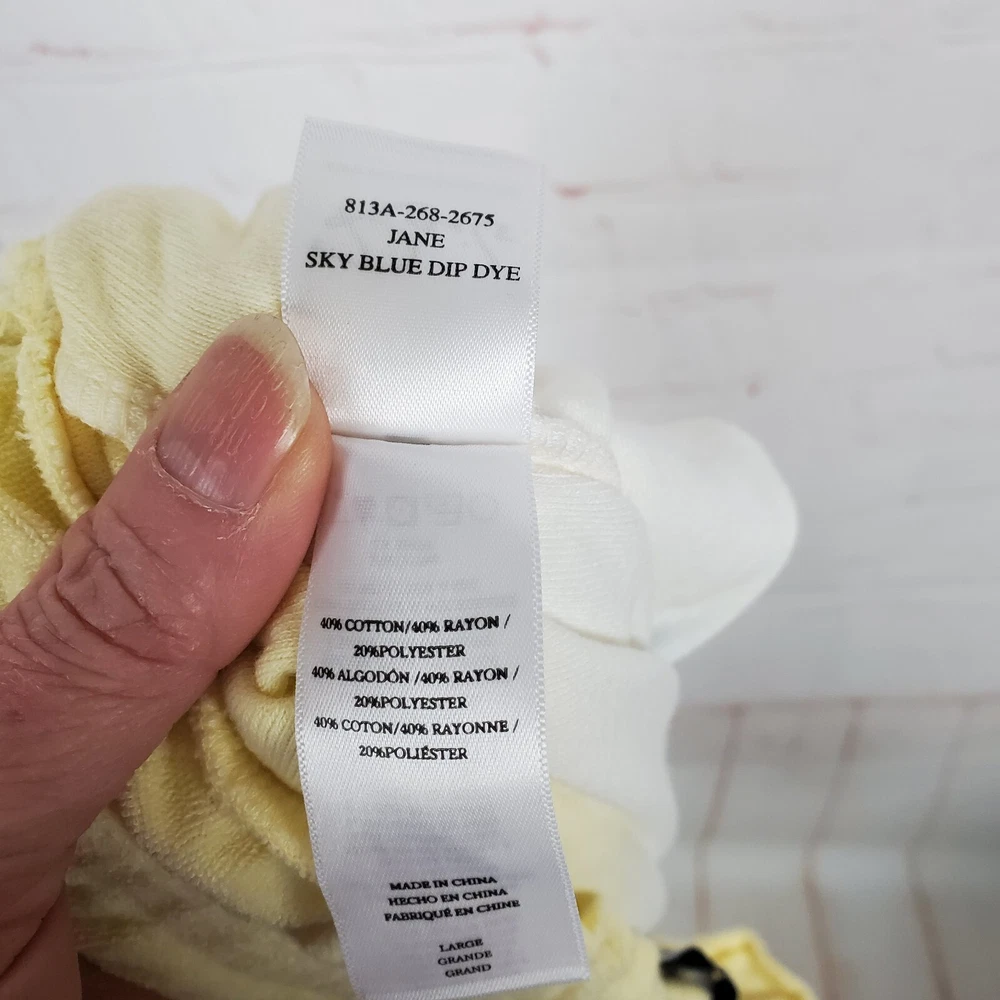 813A-268-2675
JANE
SKY BLUE DIP DYE
40% COTTON/40% RAYON /
20%POLYESTER
40% ALGODÓN /40% RAYON /
20%POLYESTER
40% COTON/40% RAYONNE /
20%POLIÉSTER
MADE IN CHINA
HECHO EN CHINA
FABRIQUÉ EN CHINE
LARGE
GRANDE
GRAND